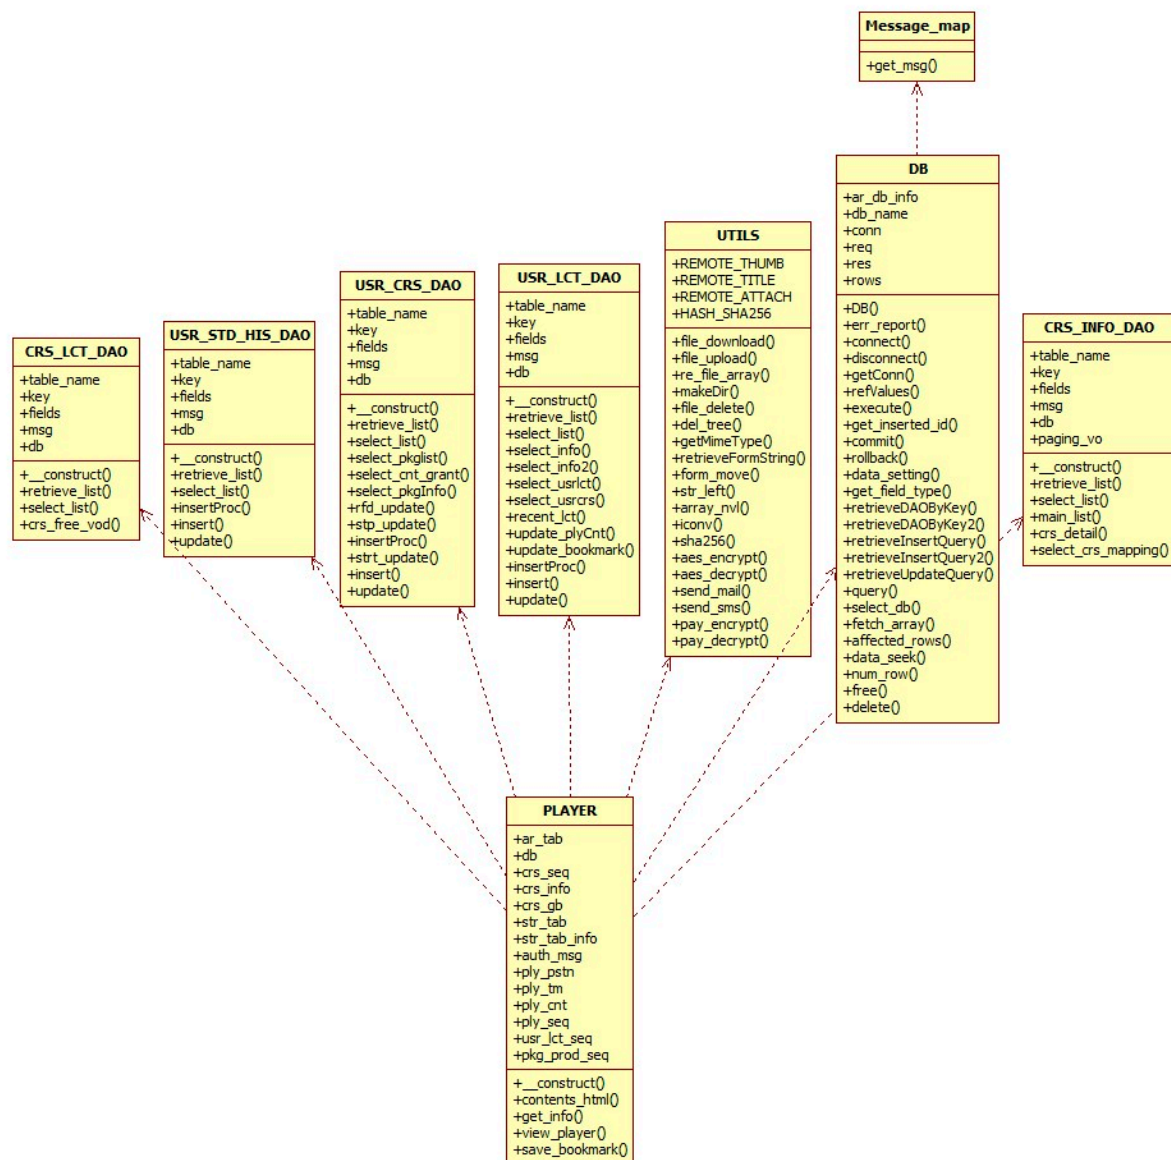 Message_map
+get_msg()
DB
+ar_db_info
+db_name
+conn
+req
+res
+rows
+DB()
+err_report()
+connect()
+disconnect()
+getConn()
+refValues()
+execute()
+get_inserted_id()
+commit()
+rollback()
+data_setting()
+get_field_type()
+retrieveDAOByKey()
+retrieveDAOByKey2()
+retrieveInsertQuery()
+retrieveInsertQuery2()
+retrieveUpdateQuery()
+query()
+select_db()
+fetch_array()
+affected_rows()
+data_seek()
+num_row()
+free()
+delete()
UTILS
+REMOTE_THUMB
+REMOTE_TITLE
+REMOTE_ATTACH
+HASH_SHA256
+file_download()
+file_upload()
+re_file_array()
+makeDir()
+file_delete()
+del_tree()
+getMimeType()
+retrieveFormString()
+form_move()
+str_left()
+array_nvl()
+iconv()
+sha256()
+aes_encrypt()
+aes_decrypt()
+send_mail()
+send_sms()
+pay_encrypt()
+pay_decrypt()
USR_LCT_DAO
+table_name
+key
+fields
+msg
+db
+__construct()
+retrieve_list()
+select_list()
+select_info()
+select_info2()
+select_usrlct()
+select_usrcrs()
+recent_lct()
+update_plyCnt()
+update_bookmark()
+insertProc()
+insert()
+update()
USR_CRS_DAO
+table_name
+key
+fields
+msg
+db
+__construct()
+retrieve_list()
+select_list()
+select_pkglist()
+select_cnt_grant()
+select_pkgInfo()
+rfd_update()
+stp_update()
+insertProc()
+strt_update()
+insert()
+update()
USR_STD_HIS_DAO
+table_name
+key
+fields
+msg
+db
+__construct()
+retrieve_list()
+select_list()
+insertProc()
+insert()
+update()
CRS_LCT_DAO
+table_name
+key
+fields
+msg
+db
+__construct()
+retrieve_list()
+select_list()
+crs_free_vod()
CRS_INFO_DAO
+table_name
+key
+fields
+msg
+db
+paging_vo
+__construct()
+retrieve_list()
+select_list()
+main_list()
+crs_detail()
+select_crs_mapping()
PLAYER
+ar_tab
+db
+crs_seq
+crs_info
+crs_gb
+str_tab
+str_tab_info
+auth_msg
+ply_pstn
+ply_tm
+ply_cnt
+ply_seq
+usr_lct_seq
+pkg_prod_seq
+__construct()
+contents_html()
+get_info()
+view_player()
+save_bookmark()